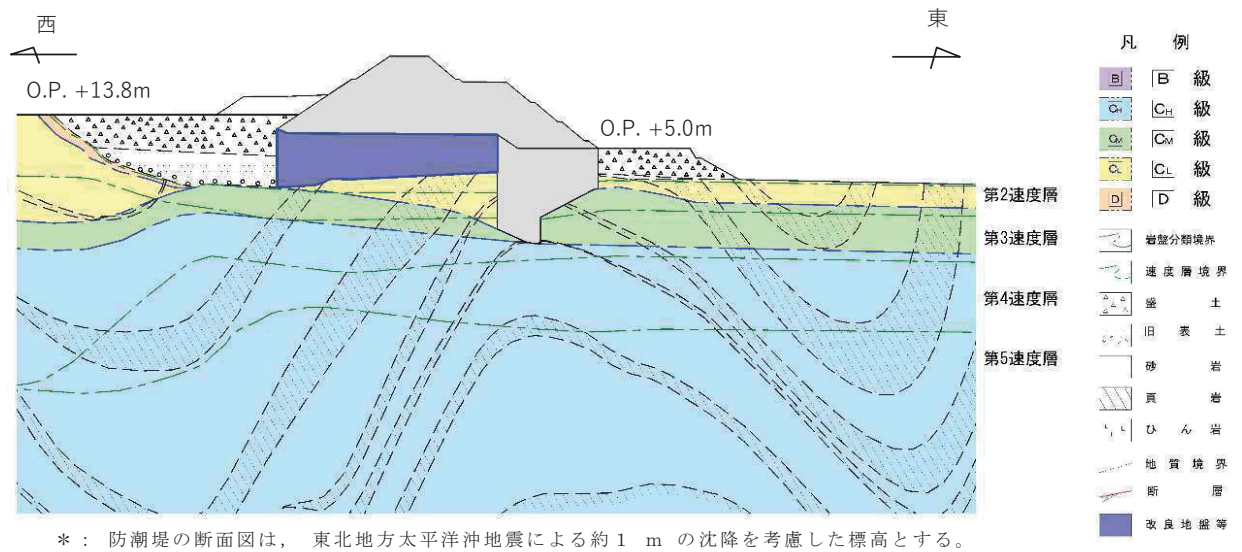 西
東
O.P. +13.8m
O.P. +5.0m
第2速度層
第3速度層
第4速度層
第5速度層
凡 例
B B 級
CH CH 級
CM CM 級
CL CL 級
D D 級
岩盤分類境界
速度層境界
盛土
旧表土
砂岩
頁岩
ひん岩
地質境界
断層
改良地盤等
*: 防潮堤の断面図は, 東北地方太平洋沖地震による約1 m の沈降を考慮した標高とする。